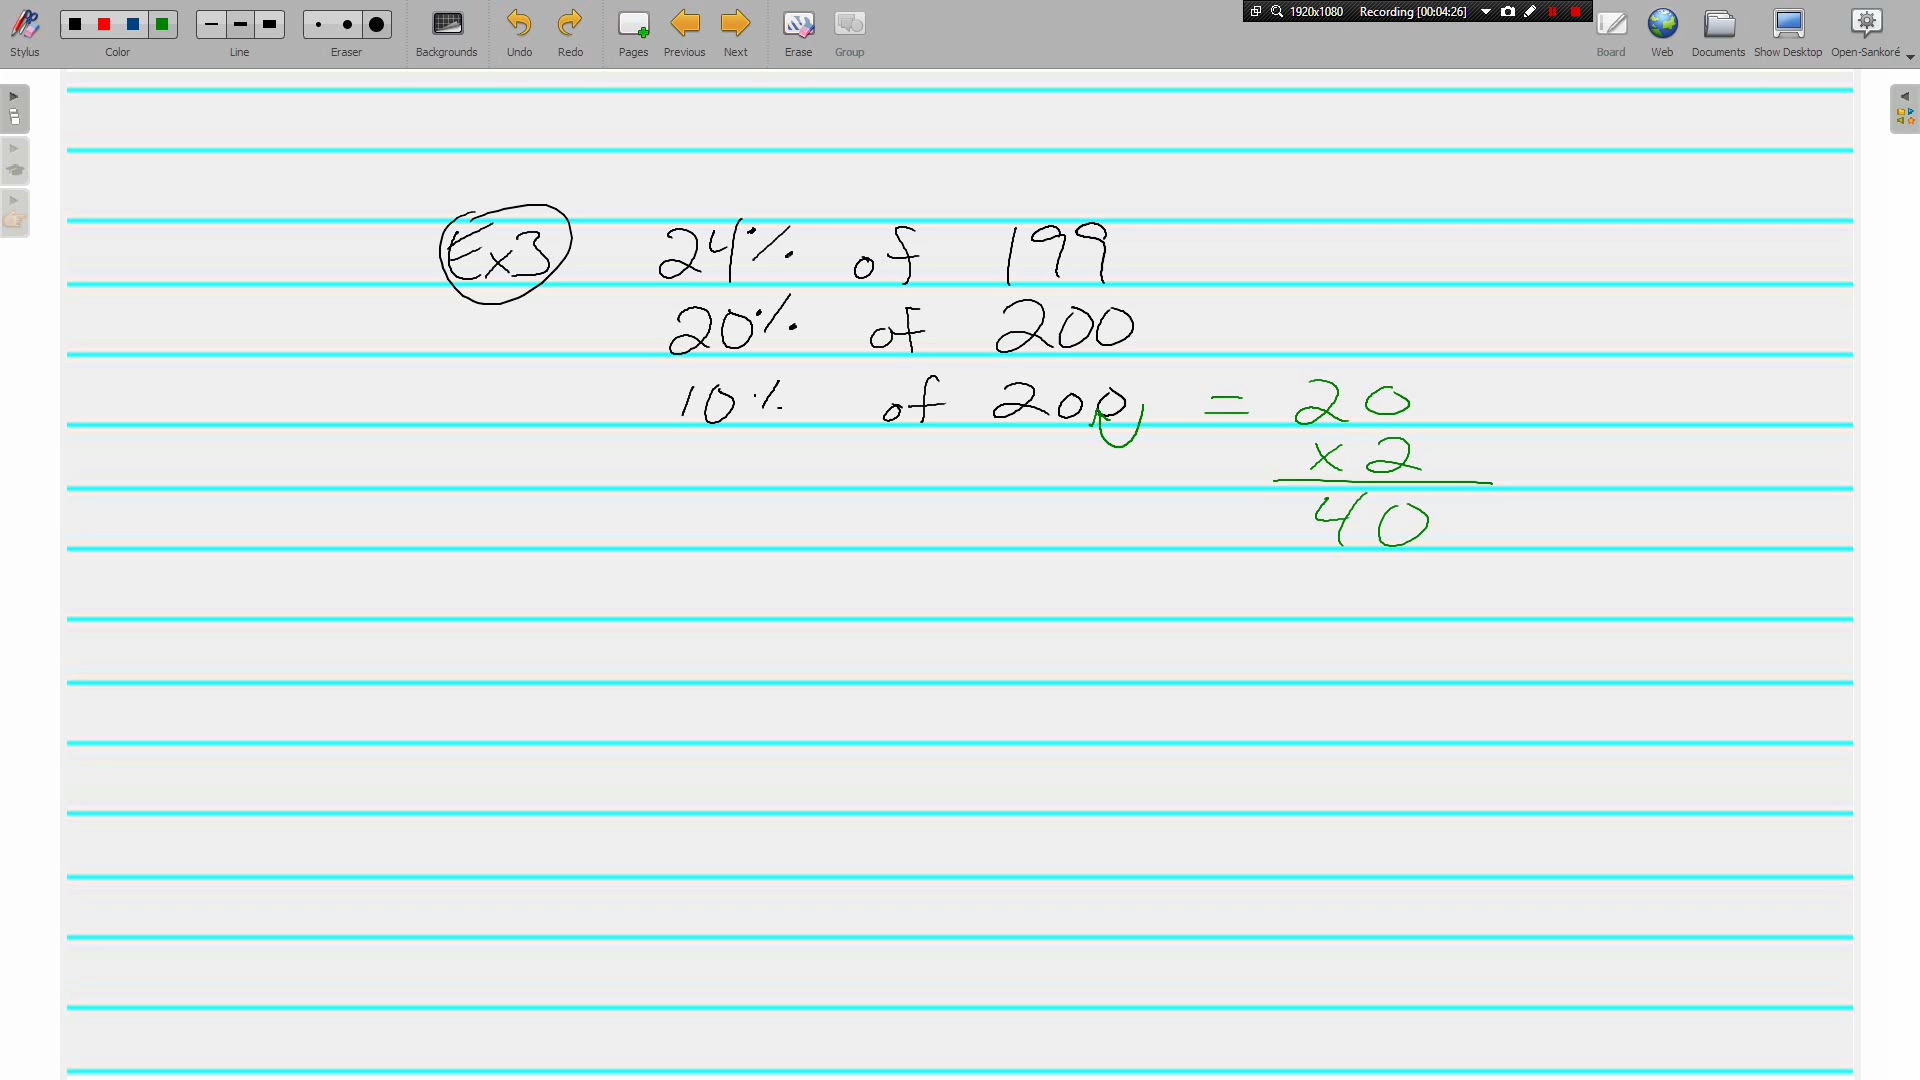 1920x1080 Recording [00:04:26]
Stylus Color Line Eraser Backgrounds Undo Redo Pages Previous Next Erase Group Board Web Documents Show Desktop Open-Sankoré
Ex3 24% of 199
20% of 200
10% of 200 = 20
x 2
40